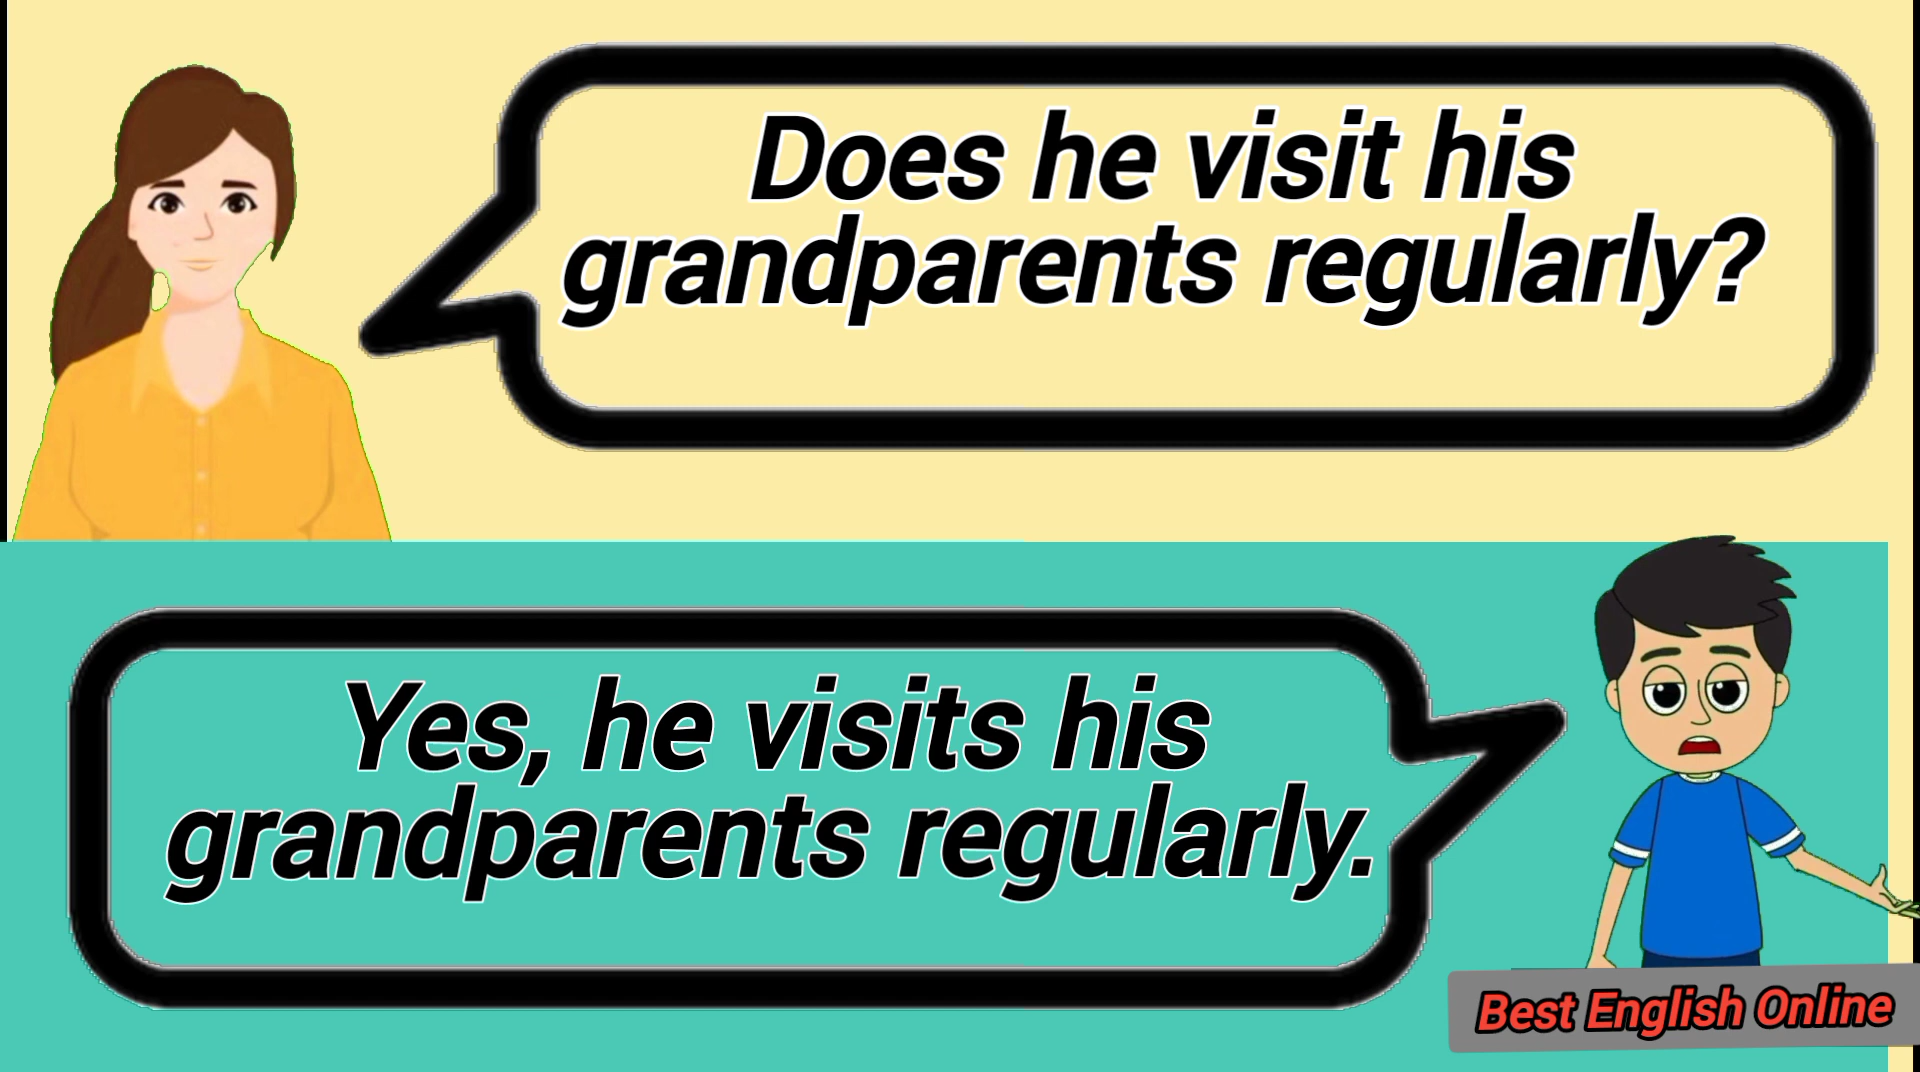 Does he visit his
grandparents regularly?
Yes, he visits his
grandparents regularly.
Best English Online